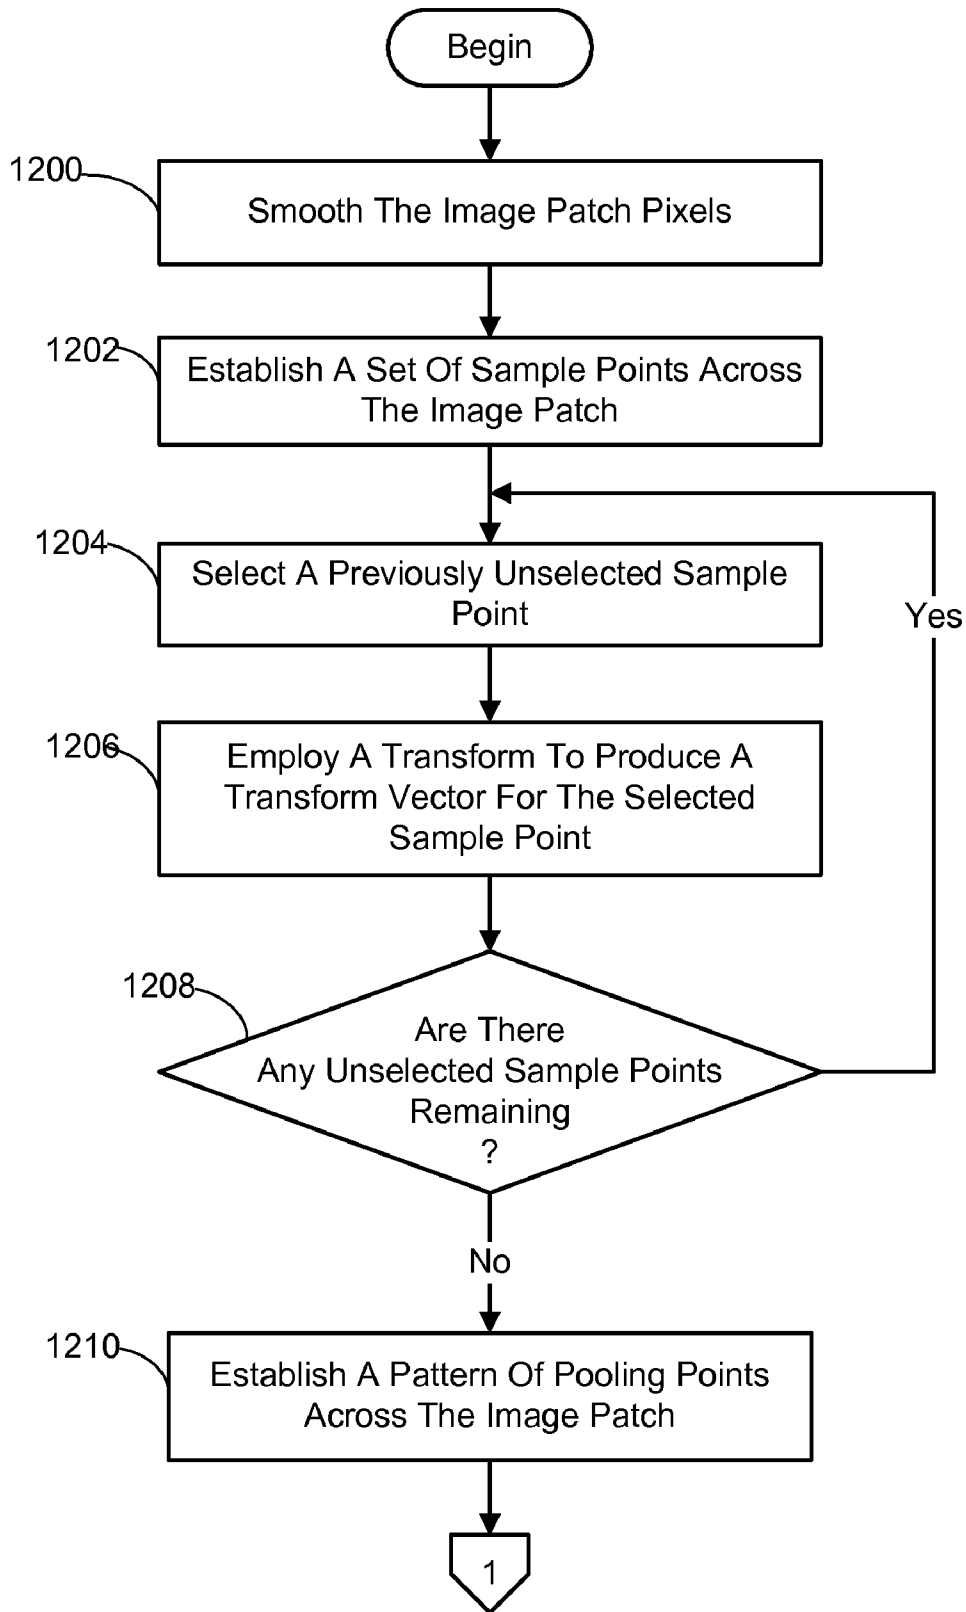 Begin
1200
Smooth The Image Patch Pixels
1202
Establish A Set Of Sample Points Across
The Image Patch
1204
Select A Previously Unselected Sample
Point
Yes
1206
Employ A Transform To Produce A
Transform Vector For The Selected
Sample Point
1208
Are There
Any Unselected Sample Points
Remaining
?
No
1210
Establish A Pattern Of Pooling Points
Across The Image Patch
1